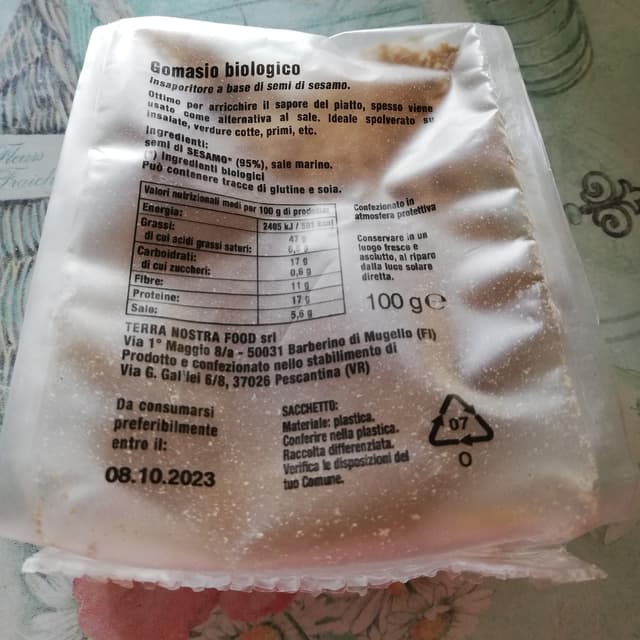 Gomasio biologico
Insaporitore a base di semi di sesamo.
Ottimo per arricchire il sapore del piatto, spesso viene
usato come alternativa al sale. Ideale spolverato su
insalate, verdure cotte, primi, etc.
Ingredienti:
semi di SESAMO* (95%), sale marino.
(*) Ingredienti biologici
Può contenere tracce di glutine e soia.
Valori nutrizionali medi per 100 g di prodotto
Energia: 2405 kJ /
Grassi: 47 g
di cui acidi grassi saturi:
Carboidrati: 17 g
di cui zuccheri: 0,6 g
Fibre: 11 g
Proteine: 17 g
Sale: 5,6 g
Confezionato in
atmosfera protettiva
Conservare in un
luogo fresco e
asciutto, al riparo
dalla luce solare
diretta.
100 g e
TERRA NOSTRA FOOD srl
Via 1° Maggio 8/a - 50031 Barberino di Mugello (FI)
Prodotto e confezionato nello stabilimento di
Via G. 6/8, 37026 Pescantina (VR)
Da consumarsi
preferibilmente
entro il:
08.10.2023
SACCHETTO:
Materiale: plastica.
Conferire nella plastica.
Raccolta differenziata.
Verifica le disposizioni del
tuo Comune.
07
O